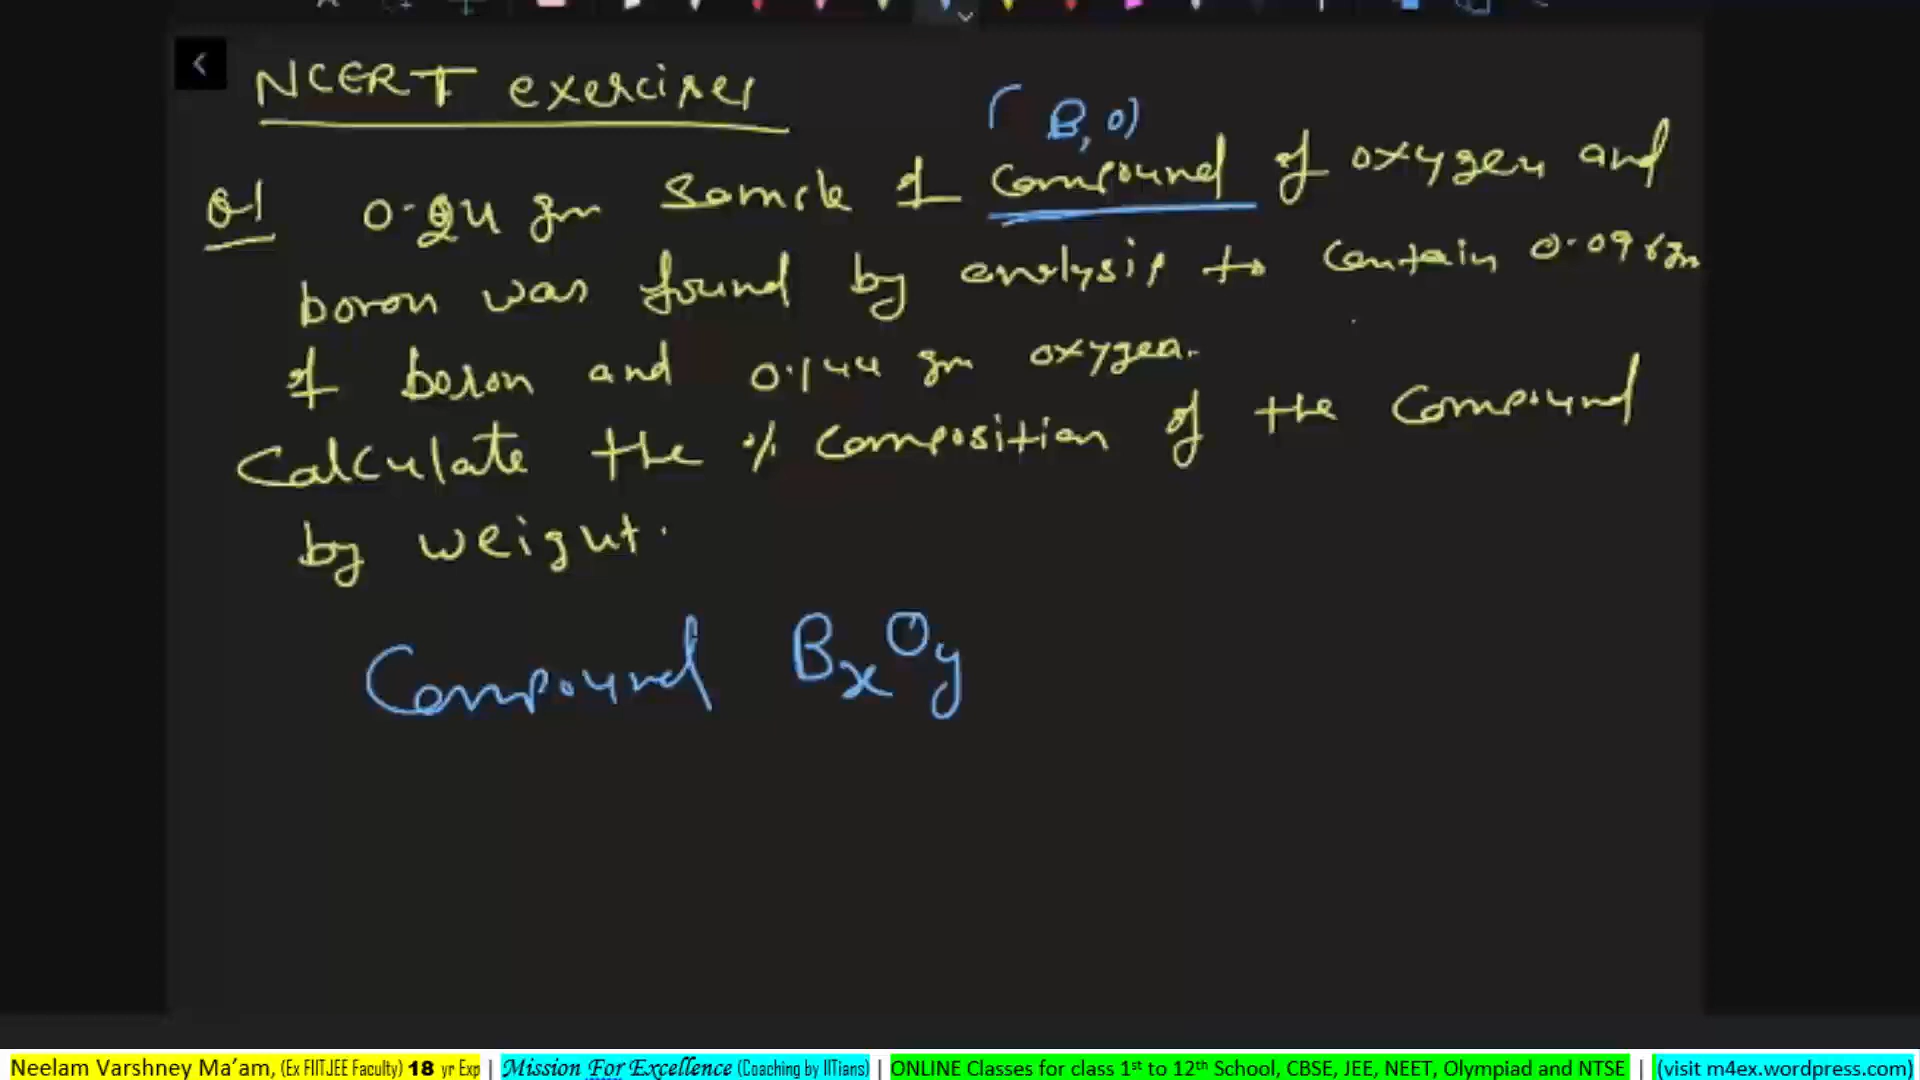 NCERT exercises
(B,O)
Q1 0.24 gm Sample of Compound of oxygen and
boron was found by analysis to contain 0.096gm
of boron and 0.144 gm oxygen.
Calculate the % composition of the compound
by weight.
Compound BxOy
Neelam Varshney Ma'am, (Ex FIITJEE Faculty) 18 yr Exp | Mission For Excellence (Coaching by IITians) | ONLINE Classes for class 1st to 12th School, CBSE, JEE, NEET, Olympiad and NTSE | (visit m4ex.wordpress.com)